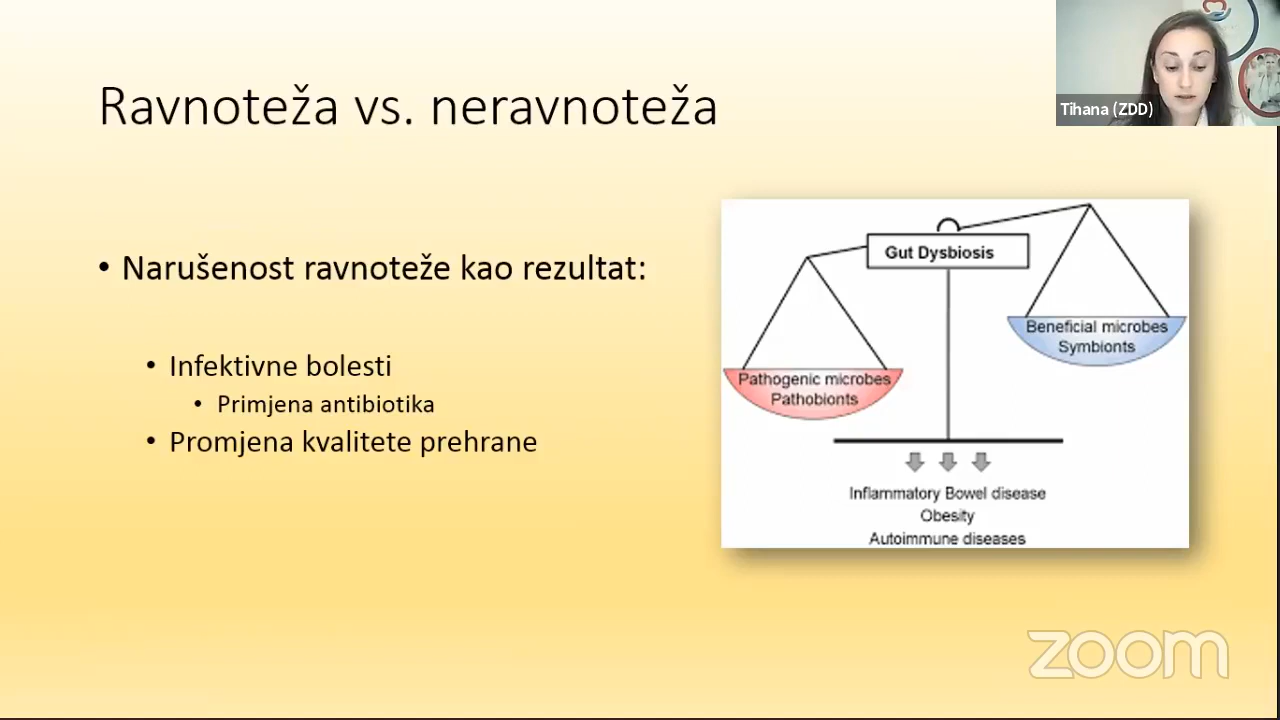 Ravnoteža vs. neravnoteža
Tihana (ZDD)
• Narušenost ravnoteže kao rezultat:
• Infektivne bolesti
• Primjena antibiotika
• Promjena kvalitete prehrane
Gut Dysbiosis
Beneficial microbes
Symbionts
Pathogenic microbes
Pathobionts
Inflammatory Bowel disease
Obesity
Autoimmune diseases
zoom